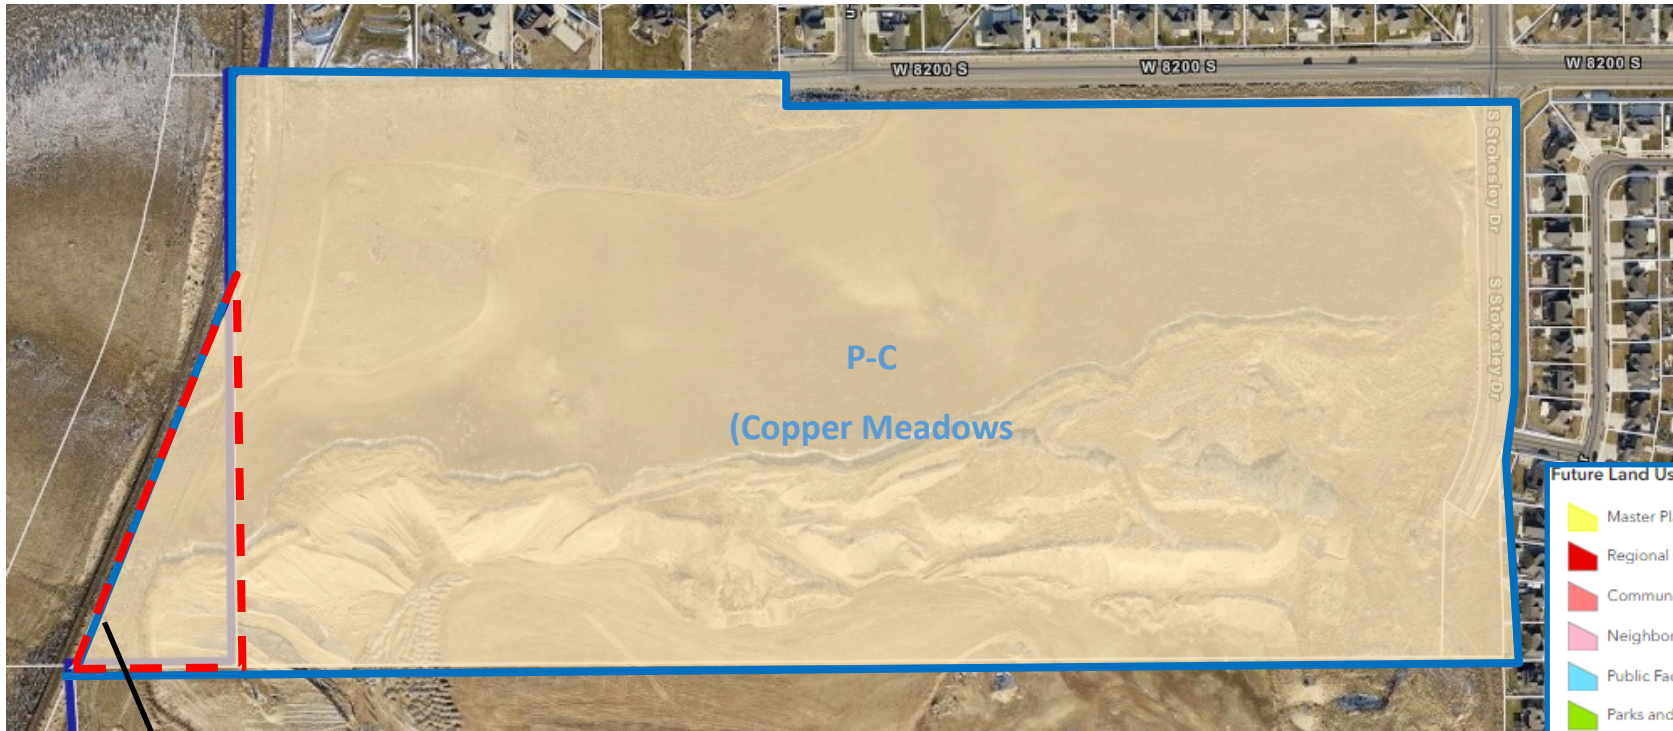 W 8200 S
W 8200 S
W 8200 S
S Stokesley Dr
S Stokesley Dr
P-C
(Copper Meadows
Future Land Us
Master Pl
Regional
Commun
Neighbor
Public Fac
Parks and